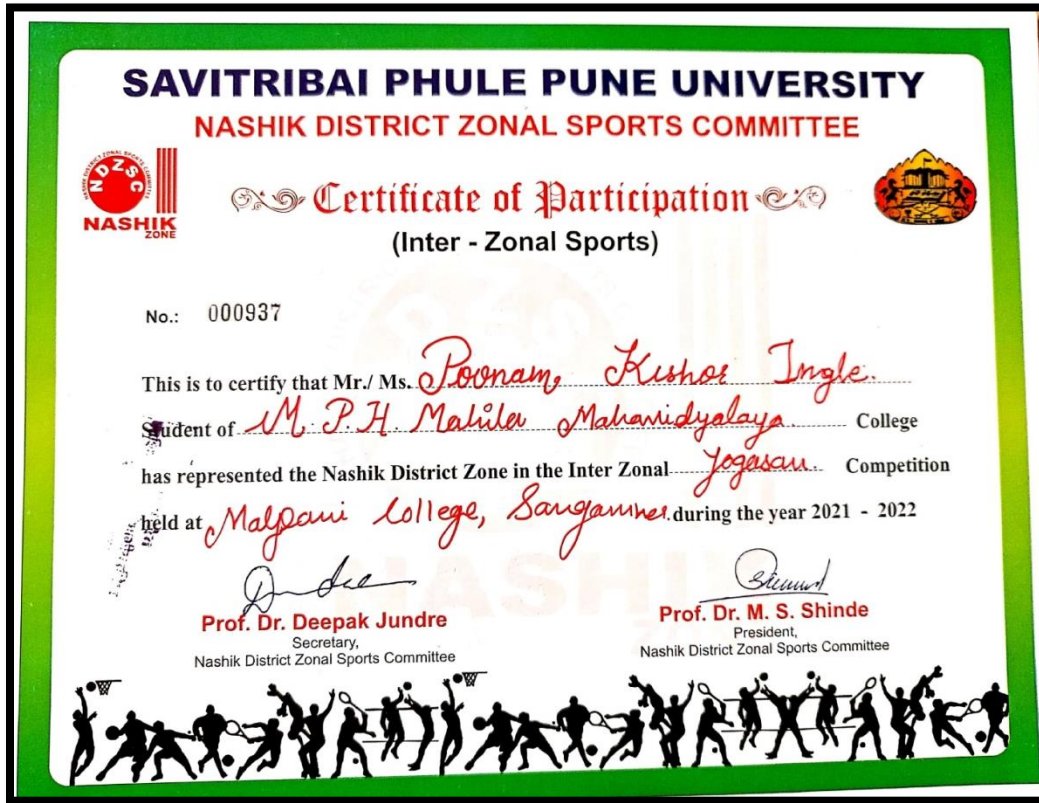 SAVITRIBAI PHULE PUNE UNIVERSITY
NASHIK DISTRICT ZONAL SPORTS COMMITTEE
NDZSC
NASHIK
ZONE
Certificate of Participation
(Inter - Zonal Sports)
No.: 000937
This is to certify that Mr./ Ms. Poonam Kishor Ingle.
Student of M.P.H. Mahila Mahavidyalaya College
has represented the Nashik District Zone in the Inter Zonal Yogasan Competition
held at Malpani College, Sangamner during the year 2021 - 2022
Prof. Dr. Deepak Jundre
Secretary,
Nashik District Zonal Sports Committee
Prof. Dr. M. S. Shinde
President,
Nashik District Zonal Sports Committee